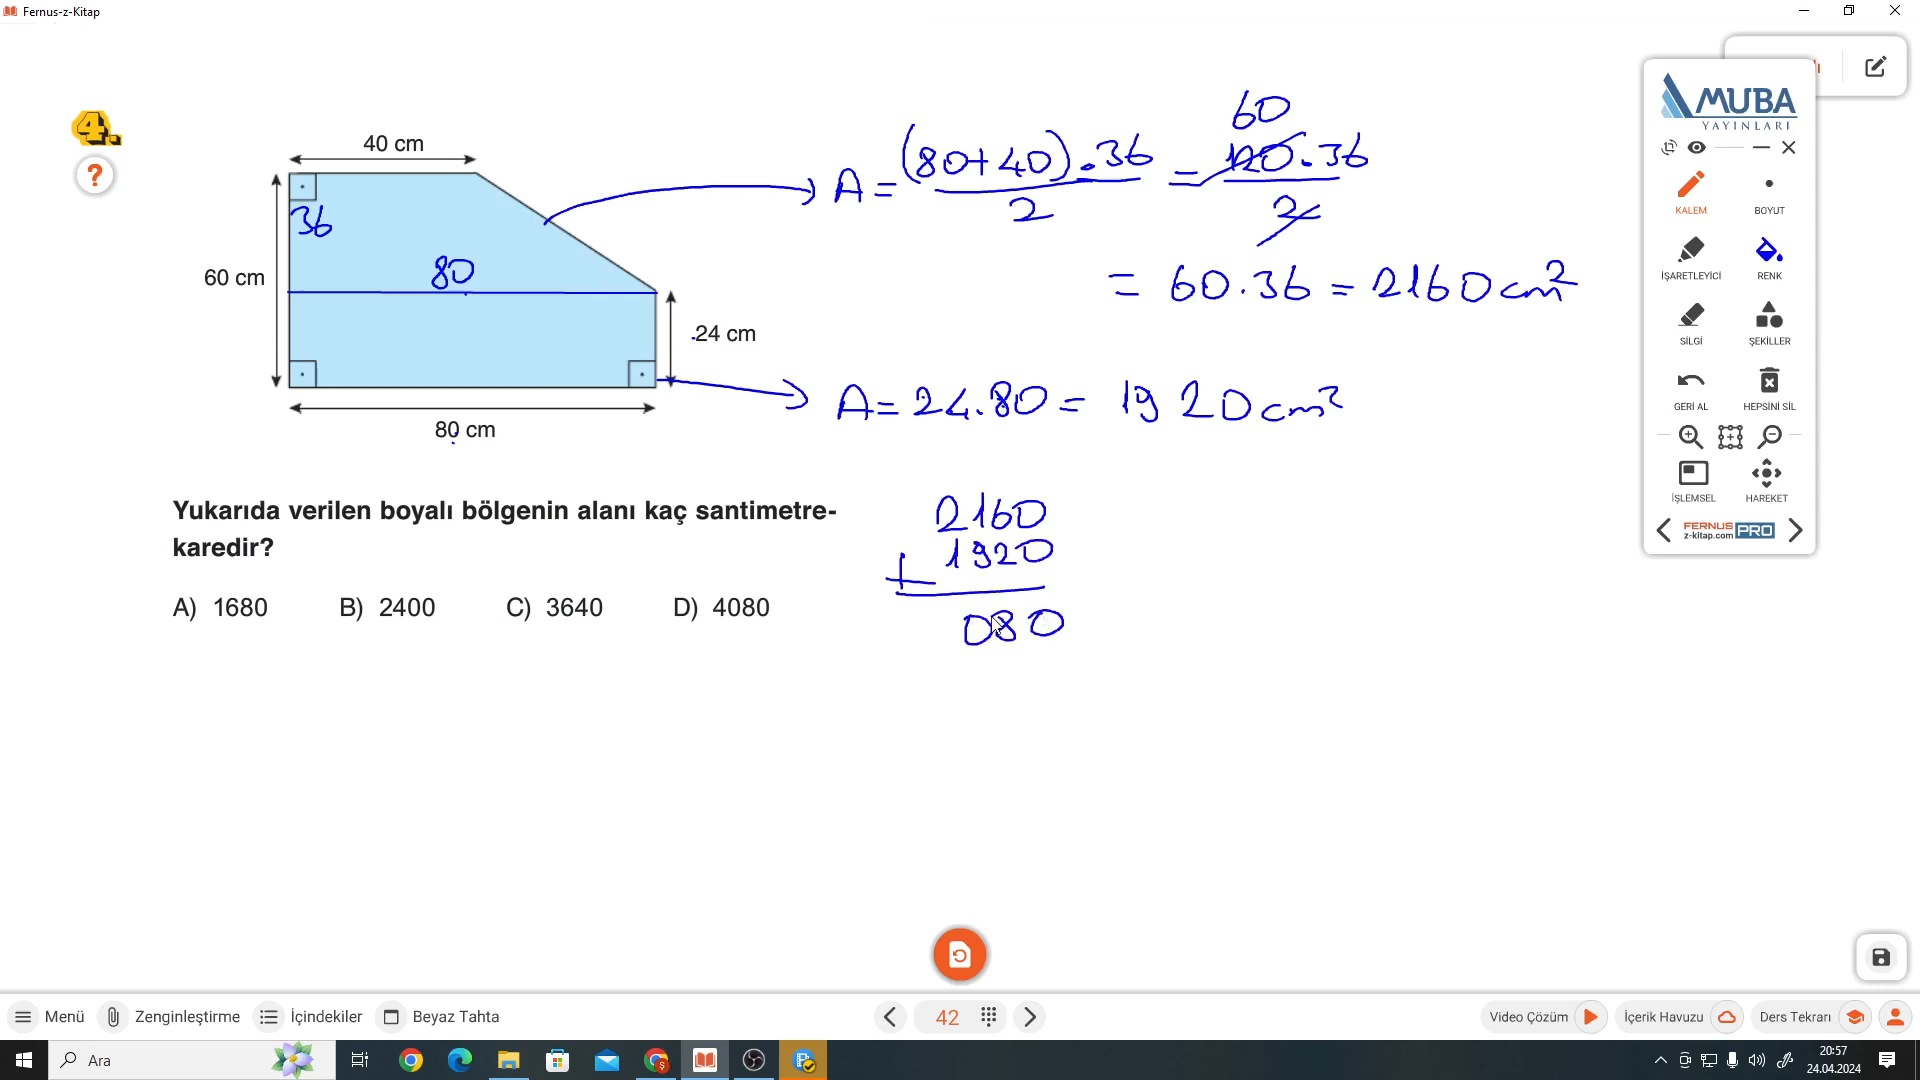 Fernus-z-Kitap
4.
?
40 cm
60 cm
36
80
24 cm
80 cm
A = (80+40).36 / 2 = 120.36 / 2
60
= 60.36 = 2160 cm²
A = 24.80 = 1920 cm²
Yukarıda verilen boyalı bölgenin alanı kaç santimetre-
karedir?
A) 1680 B) 2400 C) 3640 D) 4080
2160
+ 1920
080
MUBA
YAYINLARI
KALEM BOYUT
İŞARETLEYİCİ RENK
SİLGİ ŞEKİLLER
GERİ AL HEPSİNİ SİL
İŞLEMSEL HAREKET
FERNUS
z-kitap.com PRO
Menü Zenginleştirme İçindekiler Beyaz Tahta 42 Video Çözüm İçerik Havuzu Ders Tekrarı
Ara
20:57
24.04.2024